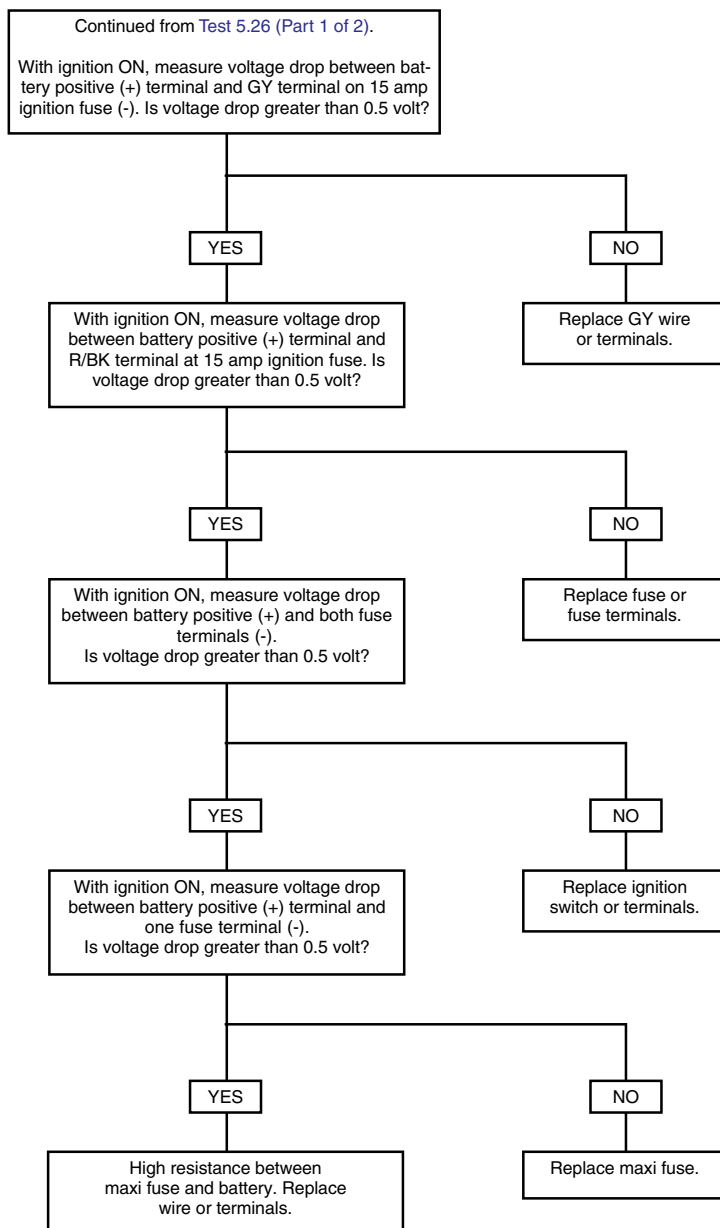 Continued from Test 5.26 (Part 1 of 2).
With ignition ON, measure voltage drop between bat-
tery positive (+) terminal and GY terminal on 15 amp
ignition fuse (-). Is voltage drop greater than 0.5 volt?
YES
NO
With ignition ON, measure voltage drop
between battery positive (+) terminal and
R/BK terminal at 15 amp ignition fuse. Is
voltage drop greater than 0.5 volt?
Replace GY wire
or terminals.
YES
NO
With ignition ON, measure voltage drop
between battery positive (+) and both fuse
terminals (-).
Is voltage drop greater than 0.5 volt?
Replace fuse or
fuse terminals.
YES
NO
With ignition ON, measure voltage drop
between battery positive (+) terminal and
one fuse terminal (-).
Is voltage drop greater than 0.5 volt?
Replace ignition
switch or terminals.
YES
NO
High resistance between
maxi fuse and battery. Replace
wire or terminals.
Replace maxi fuse.